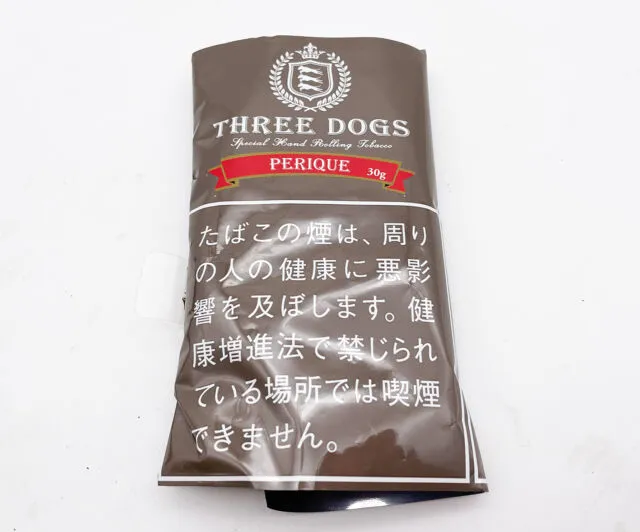 THREE DOGS
Special Hand Rolling Tobacco
PERIQUE 30g
たばこの煙は、周り
の人の健康に悪影
響を及ぼします。健
康増進法で禁じられ
ている場所では喫煙
できません。